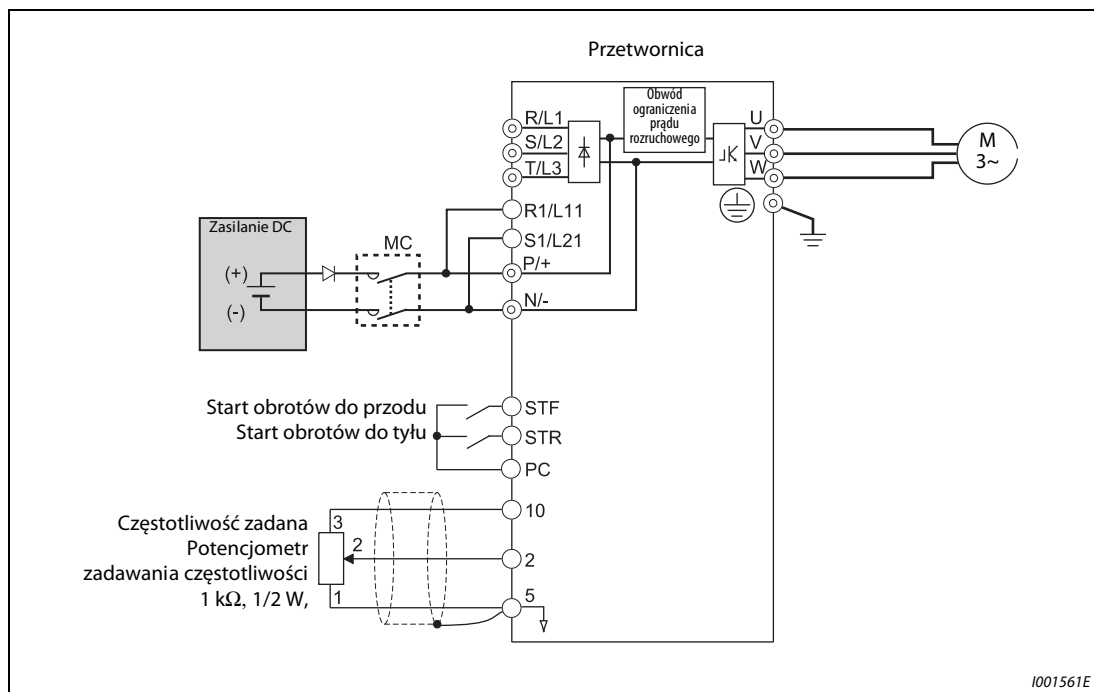 Przetwornica
Obwód
ograniczenia
prądu
rozruchowego
R/L1
S/L2
T/L3
U
V
W
M
3~
R1/L11
S1/L21
P/+
N/-
Zasilanie DC
(+)
(-)
MC
Start obrotów do przodu
Start obrotów do tyłu
STF
STR
PC
10
2
5
3
2
1
Częstotliwość zadana
Potencjometr
zadawania częstotliwości
1 kΩ, 1/2 W,
I001561E